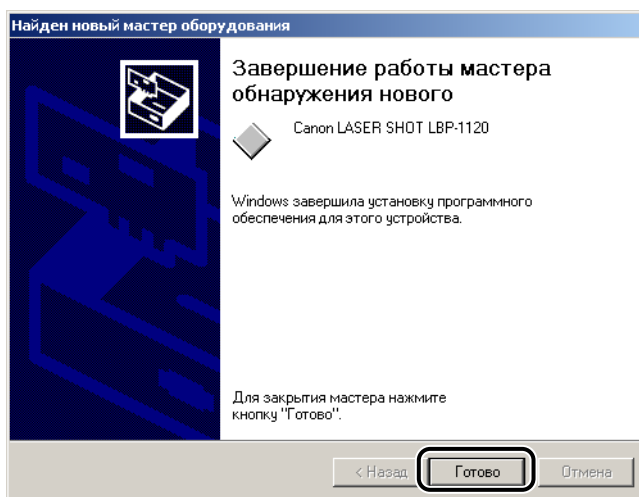 Найден новый мастер оборудования
Завершение работы мастера
обнаружения нового
Canon LASER SHOT LBP-1120
Windows завершила установку программного
обеспечения для этого устройства.
Для закрытия мастера нажмите
кнопку "Готово".
< Назад
Готово
Отмена